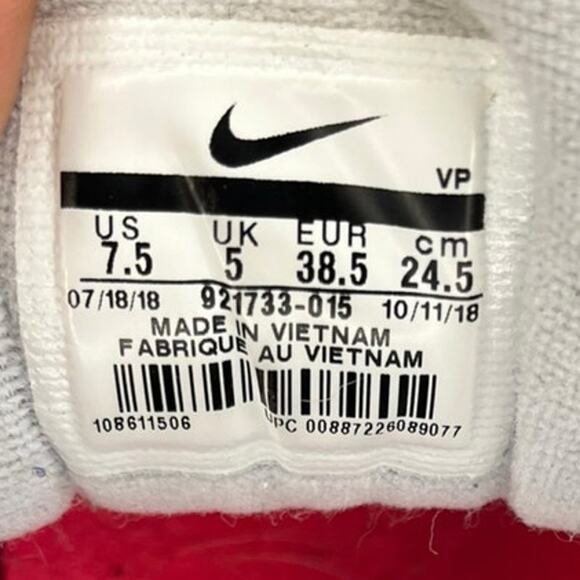 VP
US UK EUR cm
7.5 5 38.5 24.5
07/18/18 921733-015 10/11/18
MADE IN VIETNAM
FABRIQUE AU VIETNAM
108611506 UPC 00887226089077